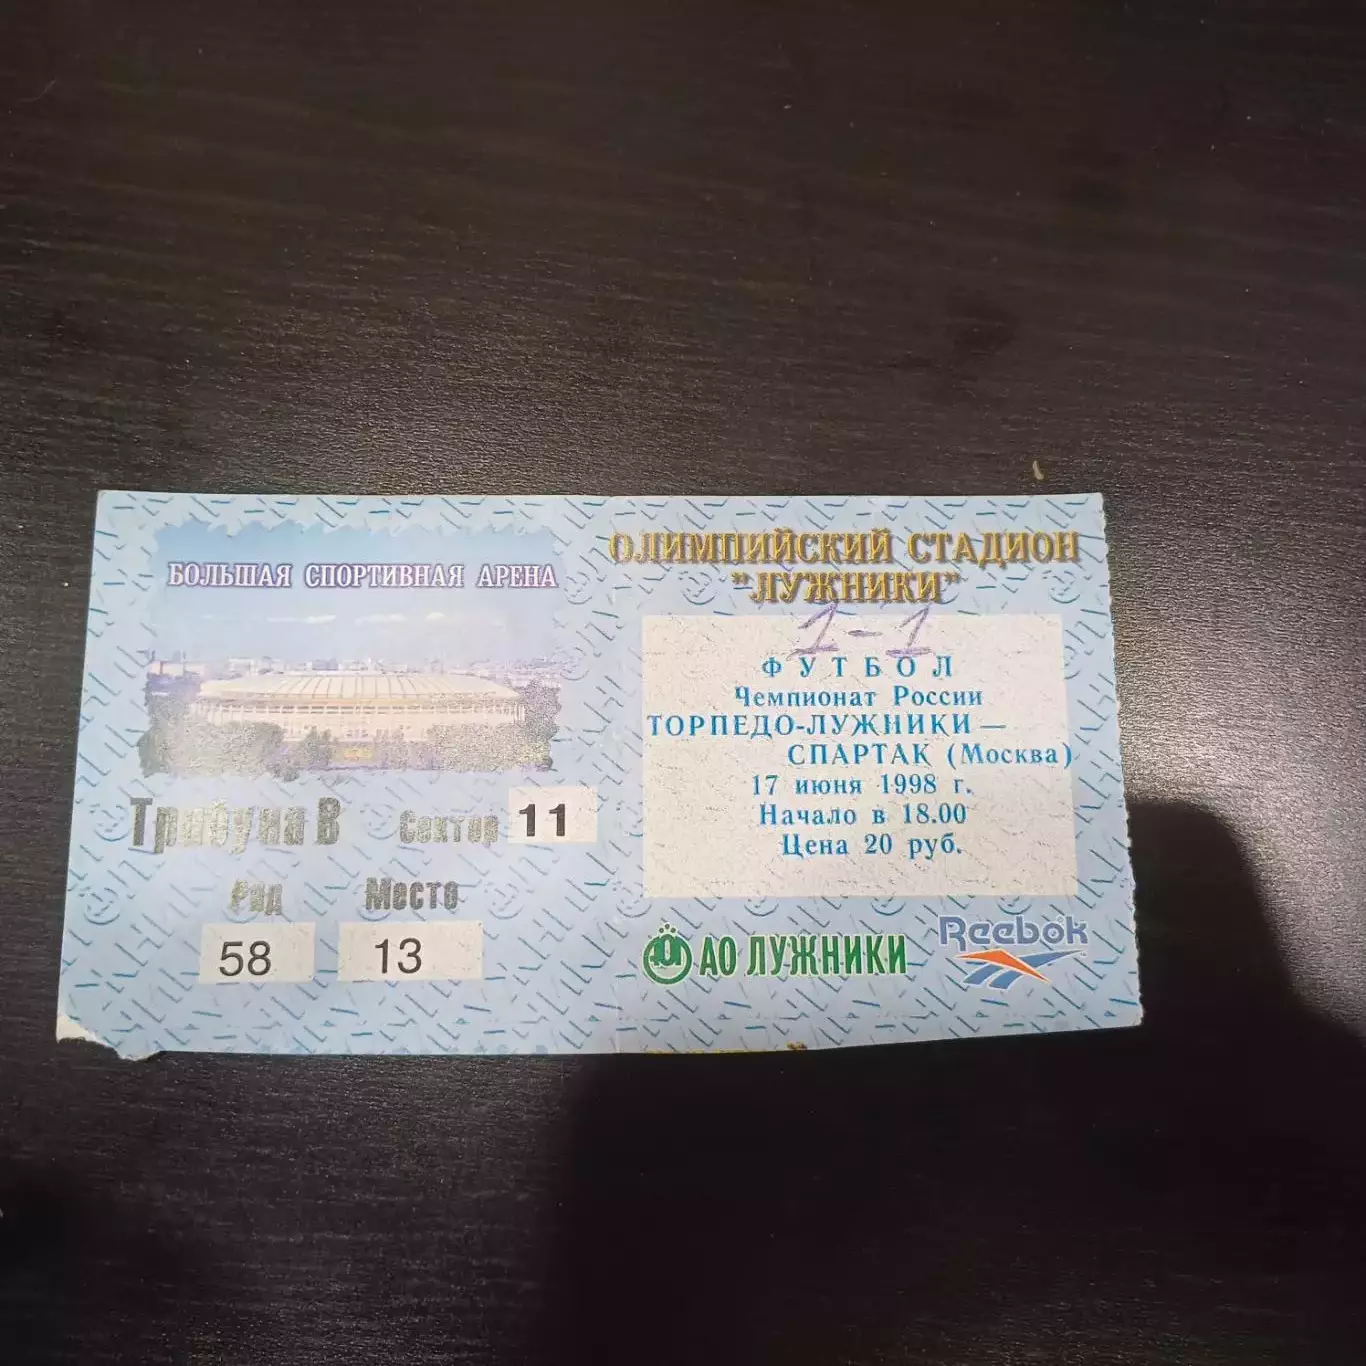 БОЛЬШАЯ СПОРТИВНАЯ АРЕНА
Трибуна В Сектор 11
Ряд Место
58 13
ОЛИМПИЙСКИЙ СТАДИОН
"ЛУЖНИКИ"
1-1
ФУТБОЛ
Чемпионат России
ТОРПЕДО-ЛУЖНИКИ—
СПАРТАК (Москва)
17 июня 1998 г.
Начало в 18.00
Цена 20 руб.
АО ЛУЖНИКИ
Reebok